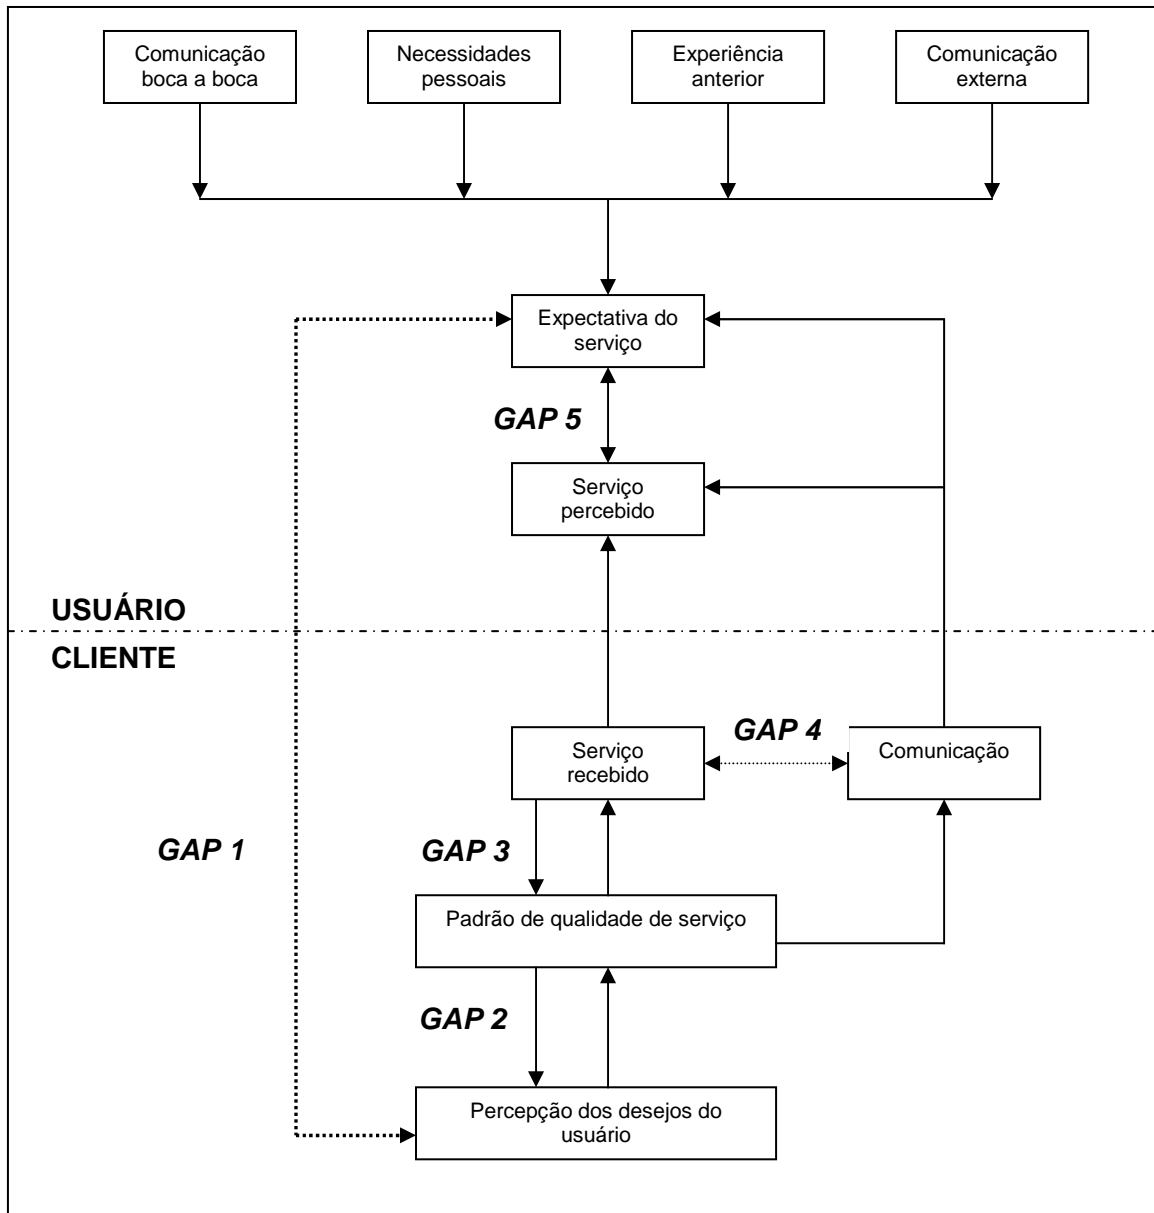 Comunicação
boca a boca
Necessidades
pessoais
Experiência
anterior
Comunicação
externa
Expectativa do
serviço
GAP 5
Serviço
percebido
USUÁRIO
CLIENTE
GAP 4
Serviço
recebido
Comunicação
GAP 1
GAP 3
Padrão de qualidade de serviço
GAP 2
Percepção dos desejos do
usuário